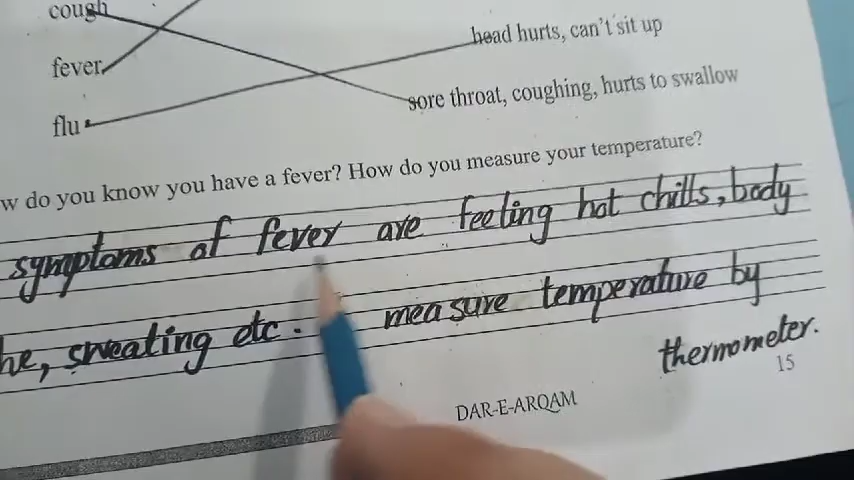 cough
head hurts, can't sit up
fever
sore throat, coughing, hurts to swallow
flu
w do you know you have a fever? How do you measure your temperature?
symptoms of fever are feeling hot chills, body
he, sweating etc. measure temperature by
thermometer.
15
DAR-E-ARQAM